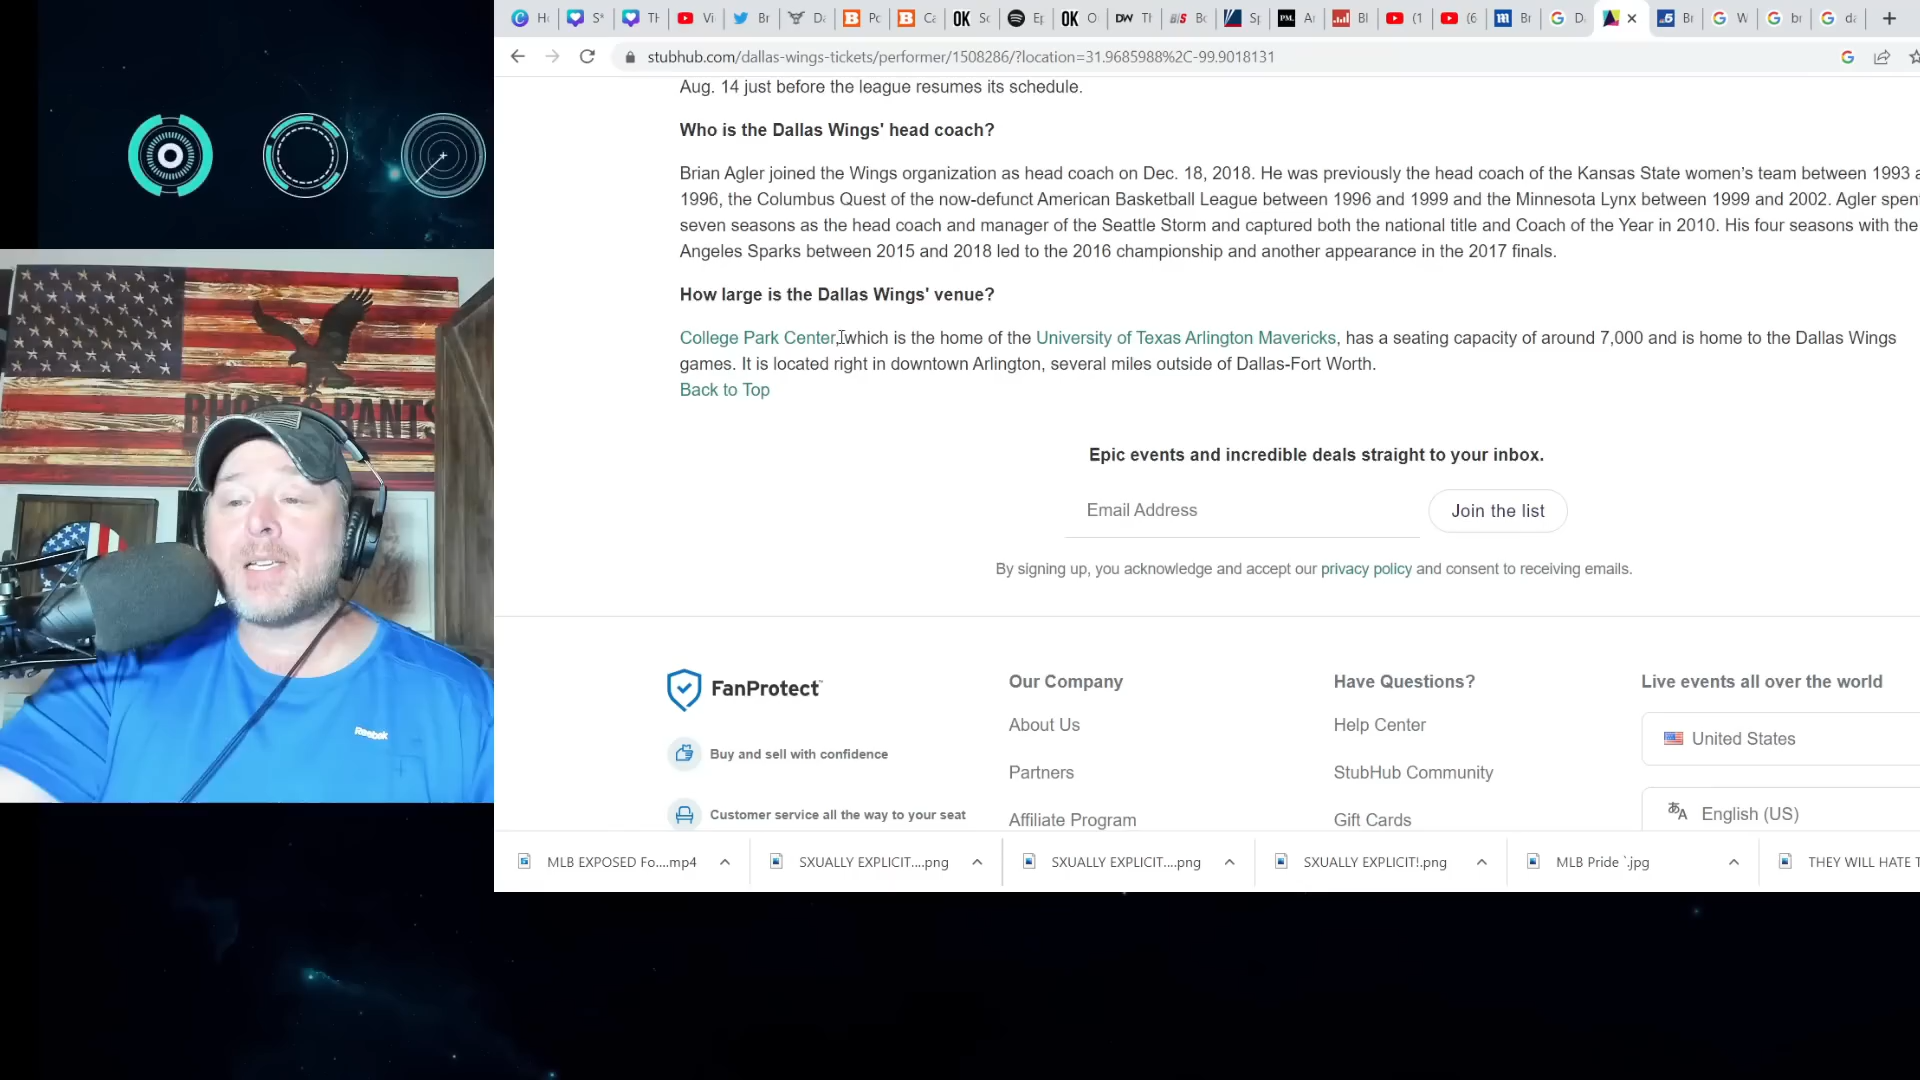 stubhub.com/dallas-wings-tickets/performer/1508286/?location=31.9685988%2C-99.9018131
Aug. 14 just before the league resumes its schedule.
Who is the Dallas Wings' head coach?
Brian Agler joined the Wings organization as head coach on Dec. 18, 2018. He was previously the head coach of the Kansas State women's team between 1993 a
1996, the Columbus Quest of the now-defunct American Basketball League between 1996 and 1999 and the Minnesota Lynx between 1999 and 2002. Agler spen
seven seasons as the head coach and manager of the Seattle Storm and captured both the national title and Coach of the Year in 2010. His four seasons with the
Angeles Sparks between 2015 and 2018 led to the 2016 championship and another appearance in the 2017 finals.
How large is the Dallas Wings' venue?
College Park Center, which is the home of the University of Texas Arlington Mavericks, has a seating capacity of around 7,000 and is home to the Dallas Wings
games. It is located right in downtown Arlington, several miles outside of Dallas-Fort Worth.
Back to Top
Epic events and incredible deals straight to your inbox.
Email Address
Join the list
By signing up, you acknowledge and accept our privacy policy and consent to receiving emails.
FanProtect™
Buy and sell with confidence
Customer service all the way to your seat
Our Company
About Us
Partners
Affiliate Program
Have Questions?
Help Center
StubHub Community
Gift Cards
Live events all over the world
United States
English (US)
MLB EXPOSED Fo....mp4
SXUALLY EXPLICIT....png
SXUALLY EXPLICIT....png
SXUALLY EXPLICIT!.png
MLB Pride `.jpg
THEY WILL HATE T
RANTS
Reebok